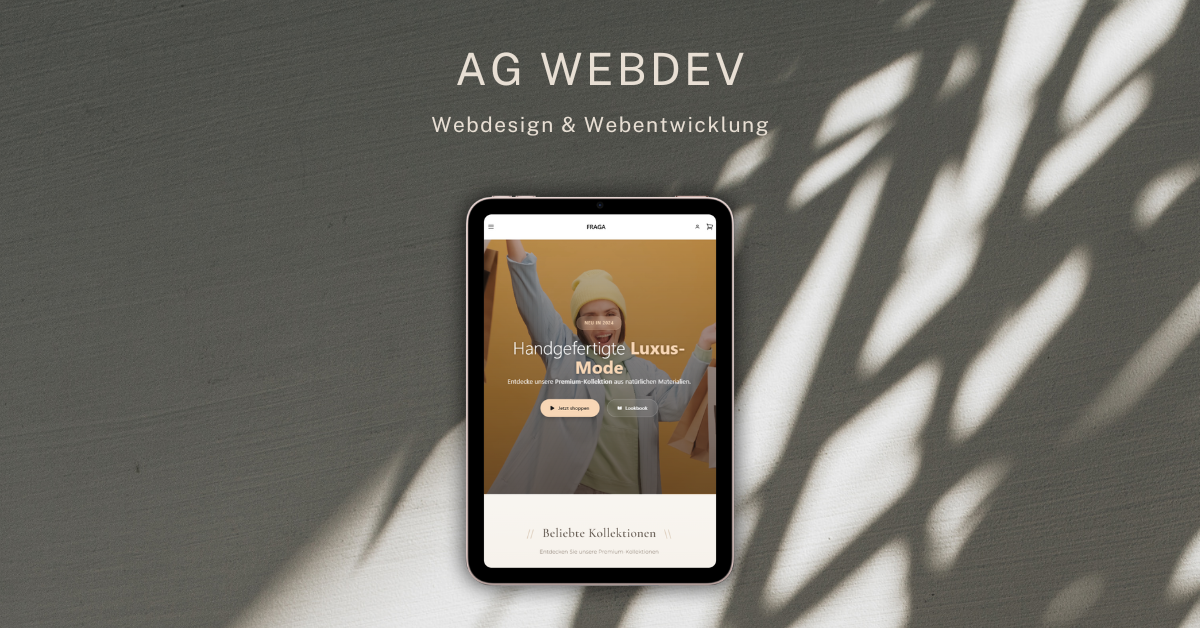 AG WEBDEV
Webdesign & Webentwicklung
FRAGA
NEU IN 2024
Handgefertigte Luxus-
Mode
Entdecke unsere Premium-Kollektion aus natürlichen Materialien.
Jetzt shoppen
Lookbook
// Beliebte Kollektionen \\
Entdecken Sie unsere Premium-Kollektionen